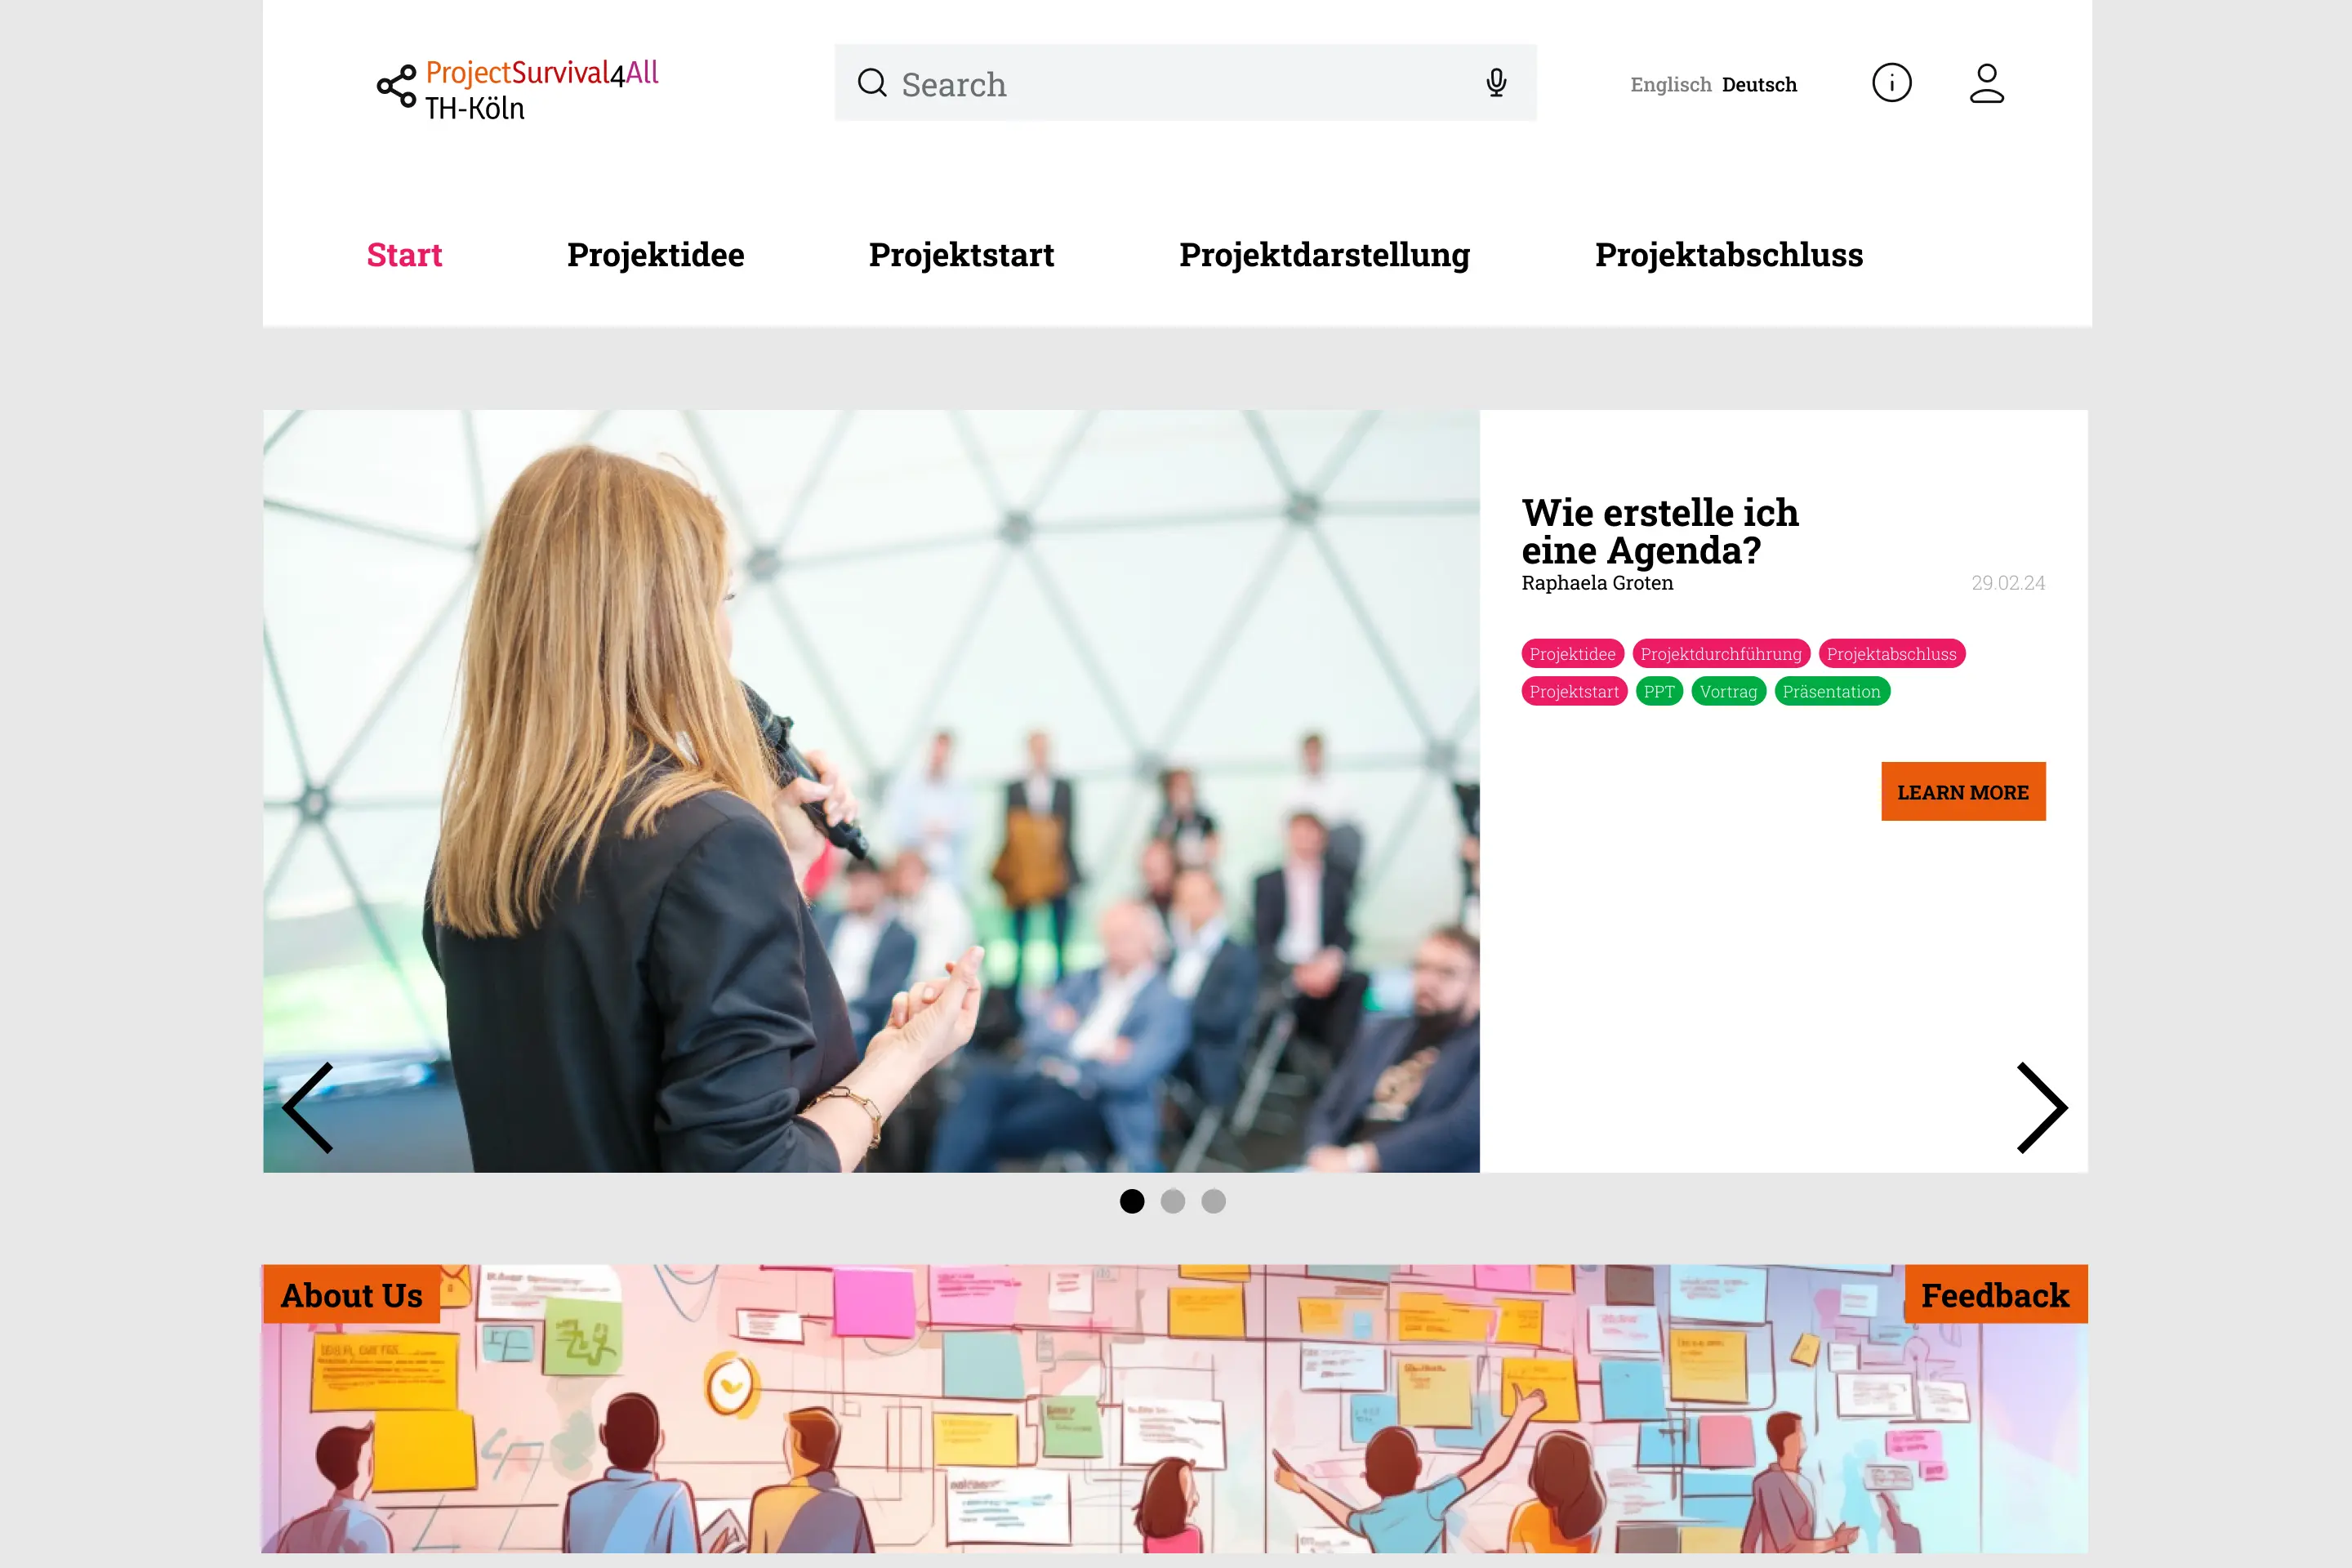 ProjectSurvival4All
TH-Köln
Search
Englisch Deutsch
Start Projektidee Projektstart Projektdarstellung Projektabschluss
Wie erstelle ich
eine Agenda?
Raphaela Groten 29.02.24
Projektidee Projektdurchführung Projektabschluss
Projektstart PPT Vortrag Präsentation
LEARN MORE
About Us Feedback